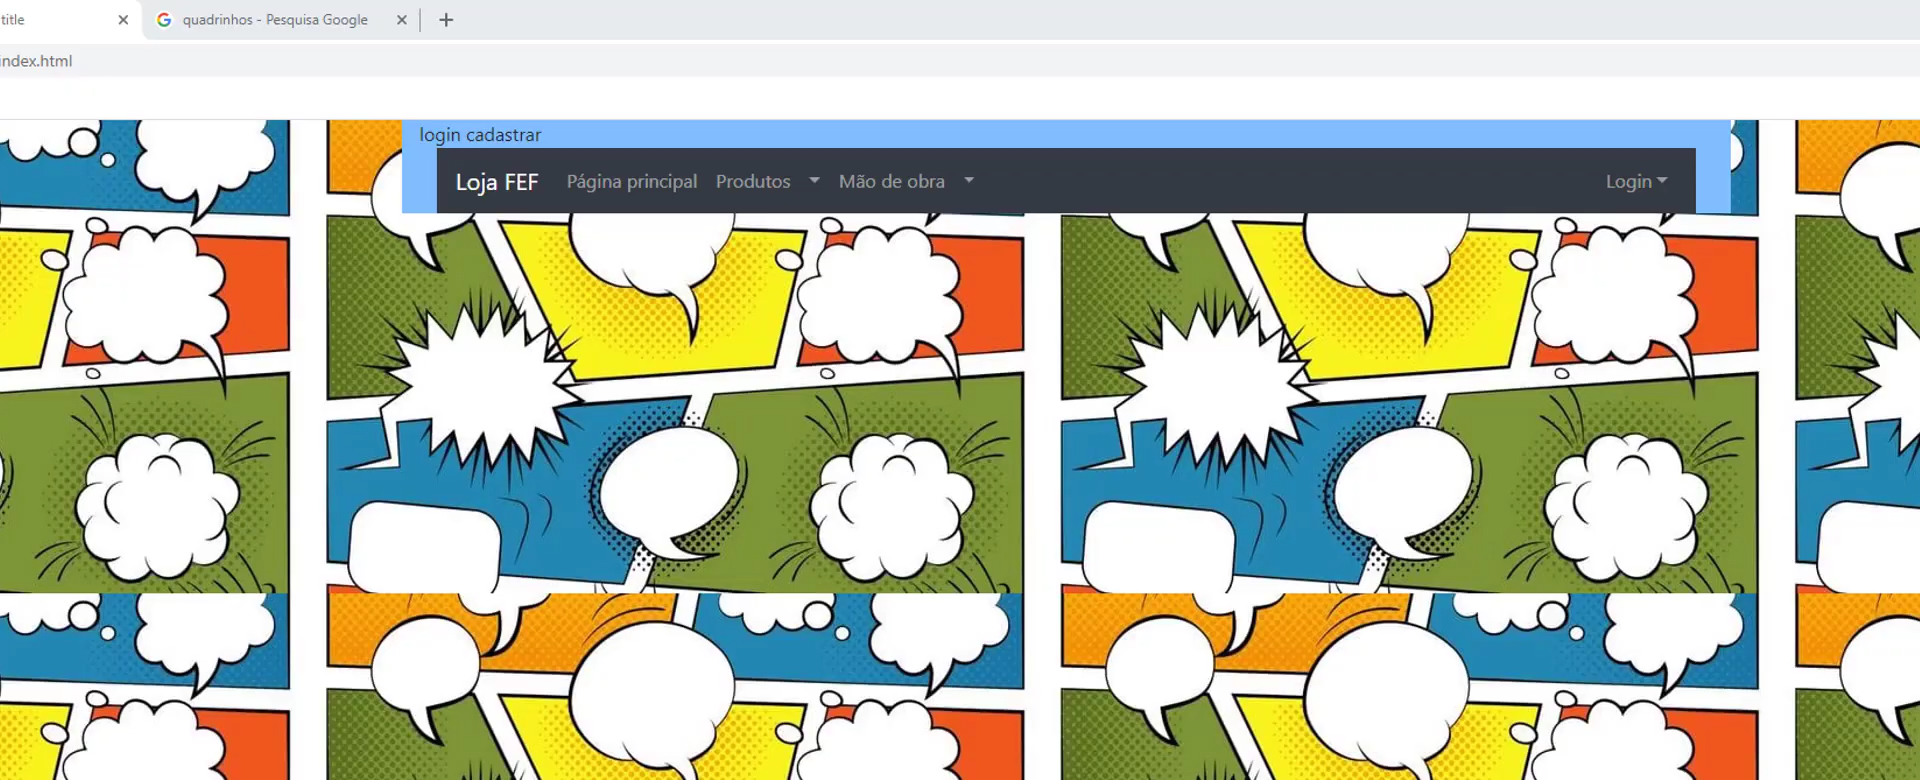 title
quadrinhos - Pesquisa Google
index.html
login cadastrar
Loja FEF Página principal Produtos Mão de obra Login